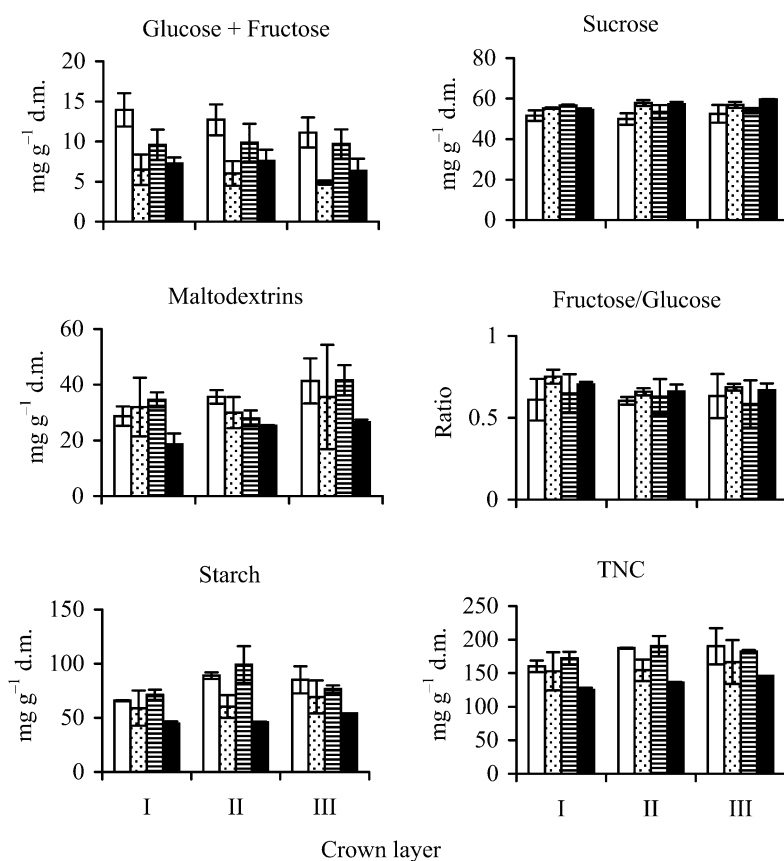 Glucose + Fructose
20
15
10
5
0
mg g⁻¹ d.m.
Sucrose
80
60
40
20
0
mg g⁻¹ d.m.
Maltodextrins
60
40
20
0
mg g⁻¹ d.m.
Fructose/Glucose
1
0.5
0
Ratio
Starch
150
100
50
0
mg g⁻¹ d.m.
I II III
TNC
250
200
150
100
50
0
mg g⁻¹ d.m.
I II III
Crown layer